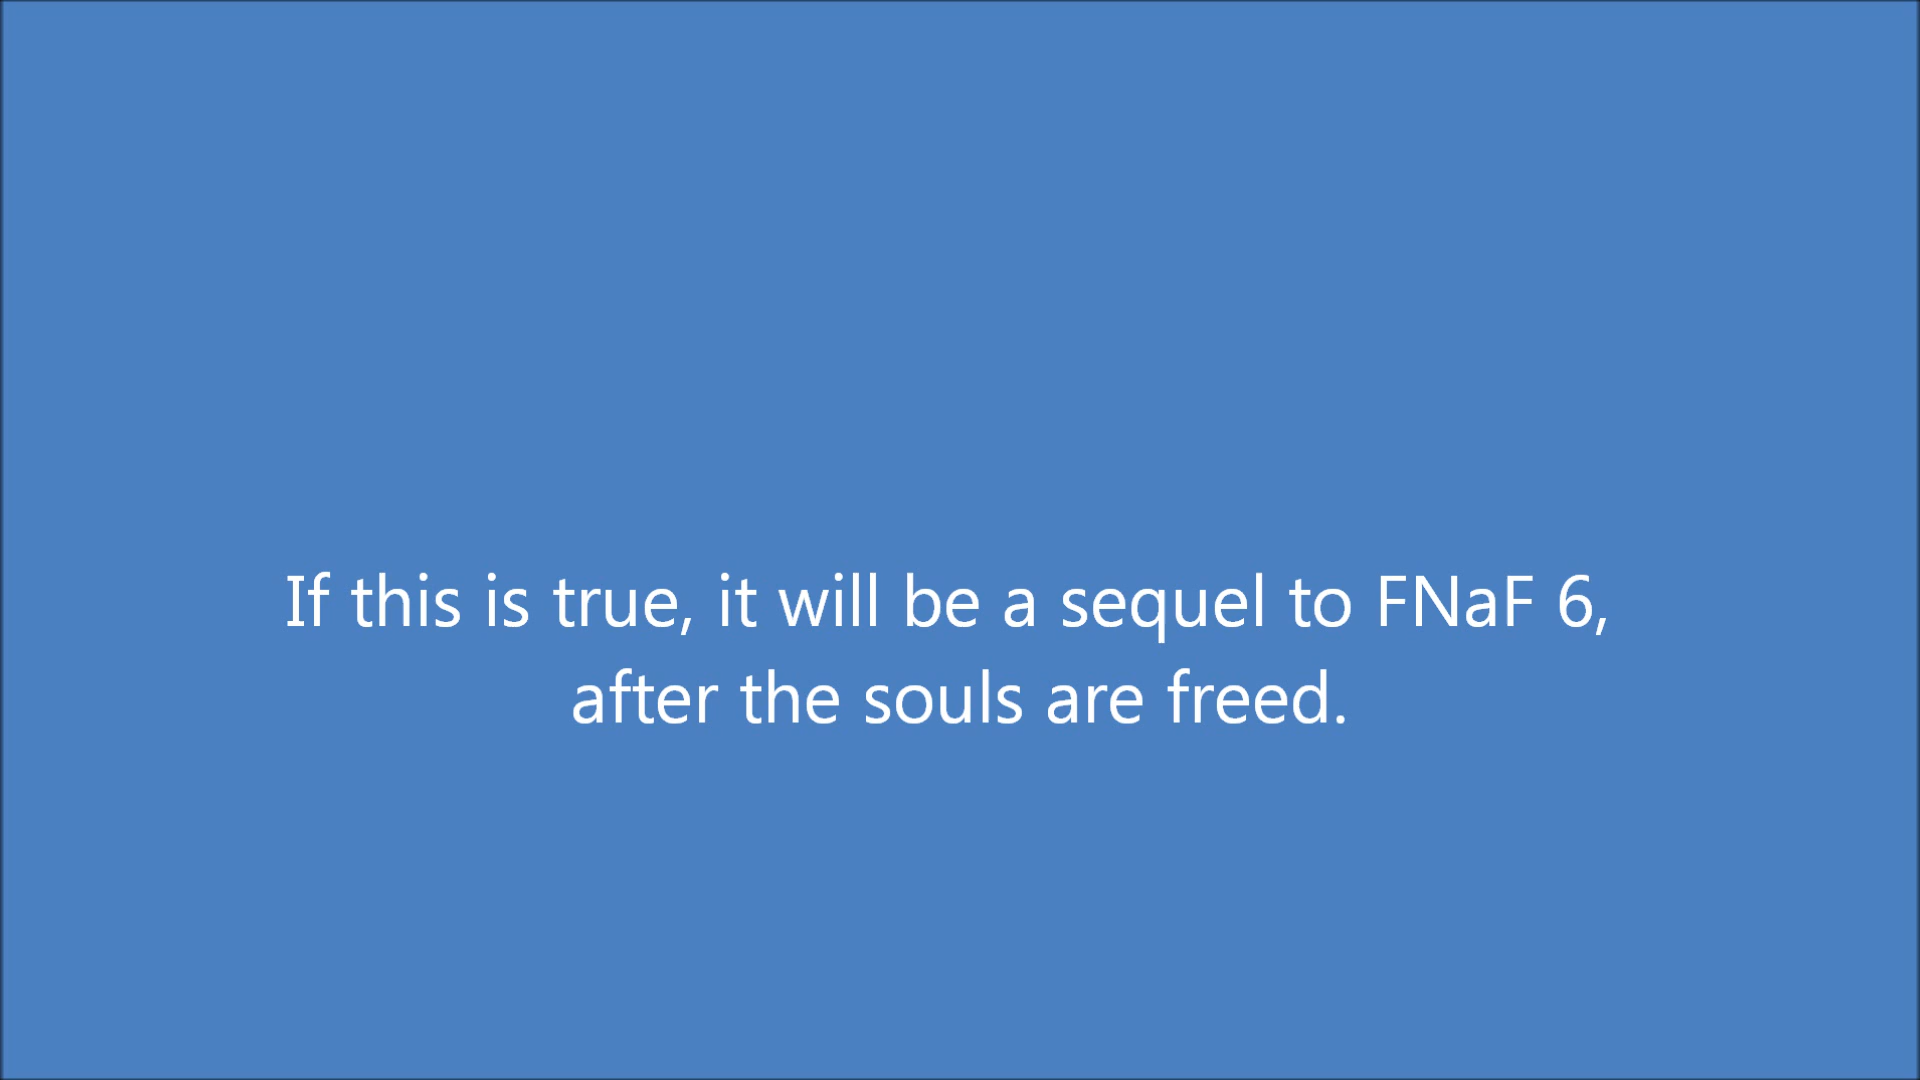 If this is true, it will be a sequel to FNaF 6,
after the souls are freed.